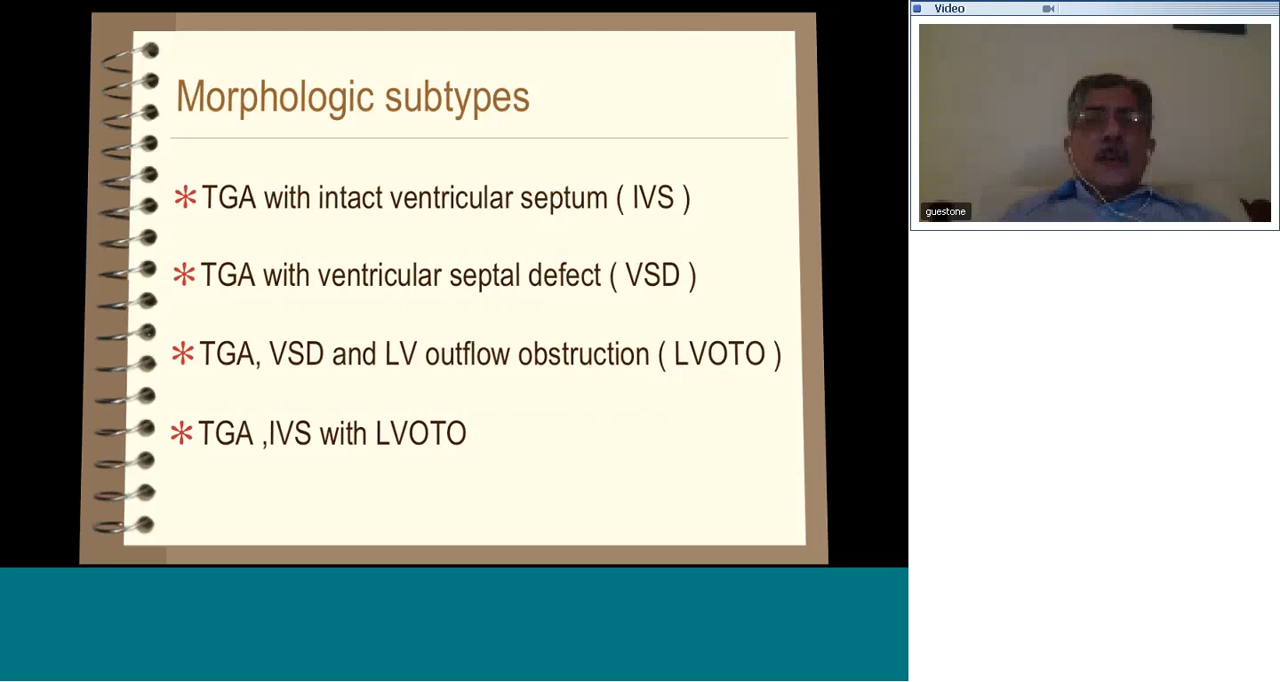 Morphologic subtypes
* TGA with intact ventricular septum ( IVS )
* TGA with ventricular septal defect ( VSD )
* TGA, VSD and LV outflow obstruction ( LVOTO )
* TGA ,IVS with LVOTO
Video
guestone